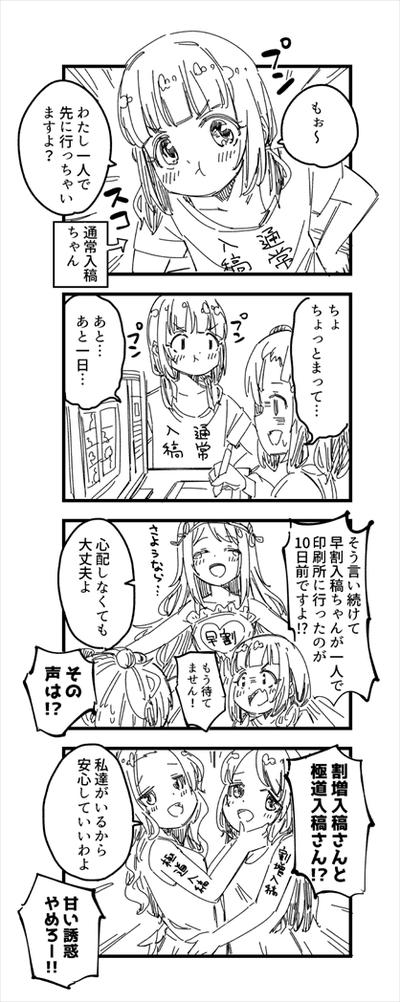 もぉ〜
プン
わたし一人で
先に行っちゃい
ますよ?
スコ
通常入稿
ちゃん
通常
入稿
ちょ
ちょっとまって…
プン
プン
あと…
あと一日…
通常
入稿
そう言い続けて
早割入稿ちゃんが一人で
印刷所に行ったのが
10日前ですよ!?
さようなら…
早割
もう待て
ません!
心配しなくても
大丈夫よ
その
声は!?
割増入稿さんと
極道入稿さん!?
私達がいるから
安心していいわよ
割増
入稿
極道入稿
甘い誘惑
やめろー!!